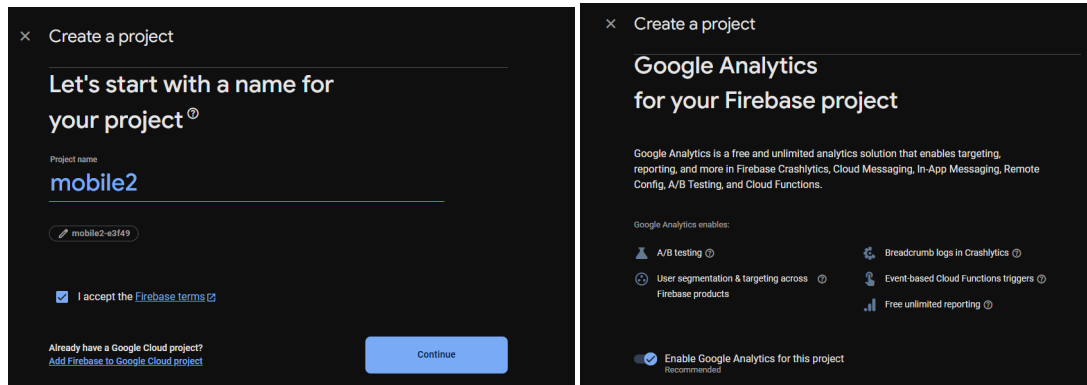 Create a project
Let's start with a name for
your project
Project name
mobile2
mobile2-e3f49
I accept the Firebase terms
Already have a Google Cloud project?
Add Firebase to Google Cloud project
Continue
Create a project
Google Analytics
for your Firebase project
Google Analytics is a free and unlimited analytics solution that enables targeting,
reporting, and more in Firebase Crashlytics, Cloud Messaging, In-App Messaging, Remote
Config, A/B Testing, and Cloud Functions.
Google Analytics enables:
A/B testing
User segmentation & targeting across
Firebase products
Breadcrumb logs in Crashlytics
Event-based Cloud Functions triggers
Free unlimited reporting
Enable Google Analytics for this project
Recommended